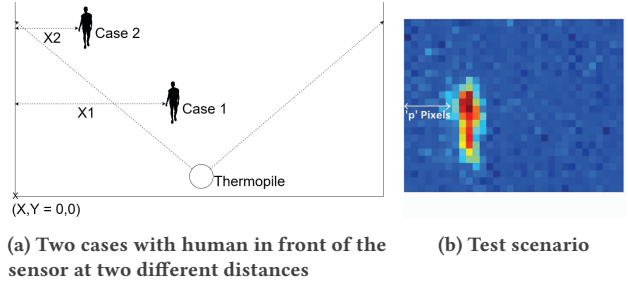 X2
Case 2
X1
Case 1
Thermopile
X
(X,Y = 0,0)
'p' Pixels
(a) Two cases with human in front of the
sensor at two different distances
(b) Test scenario